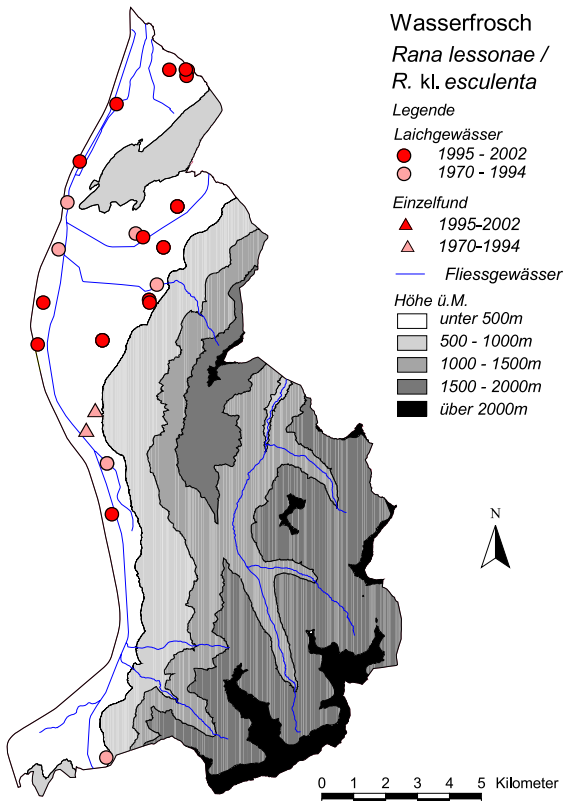 Wasserfrosch
Rana lessonae /
R. kl. esculenta
Legende
Laichgewässer
1995 - 2002
1970 - 1994
Einzelfund
1995-2002
1970-1994
Fliessgewässer
Höhe ü.M.
unter 500m
500 - 1000m
1000 - 1500m
1500 - 2000m
über 2000m
N
0 1 2 3 4 5 Kilometer